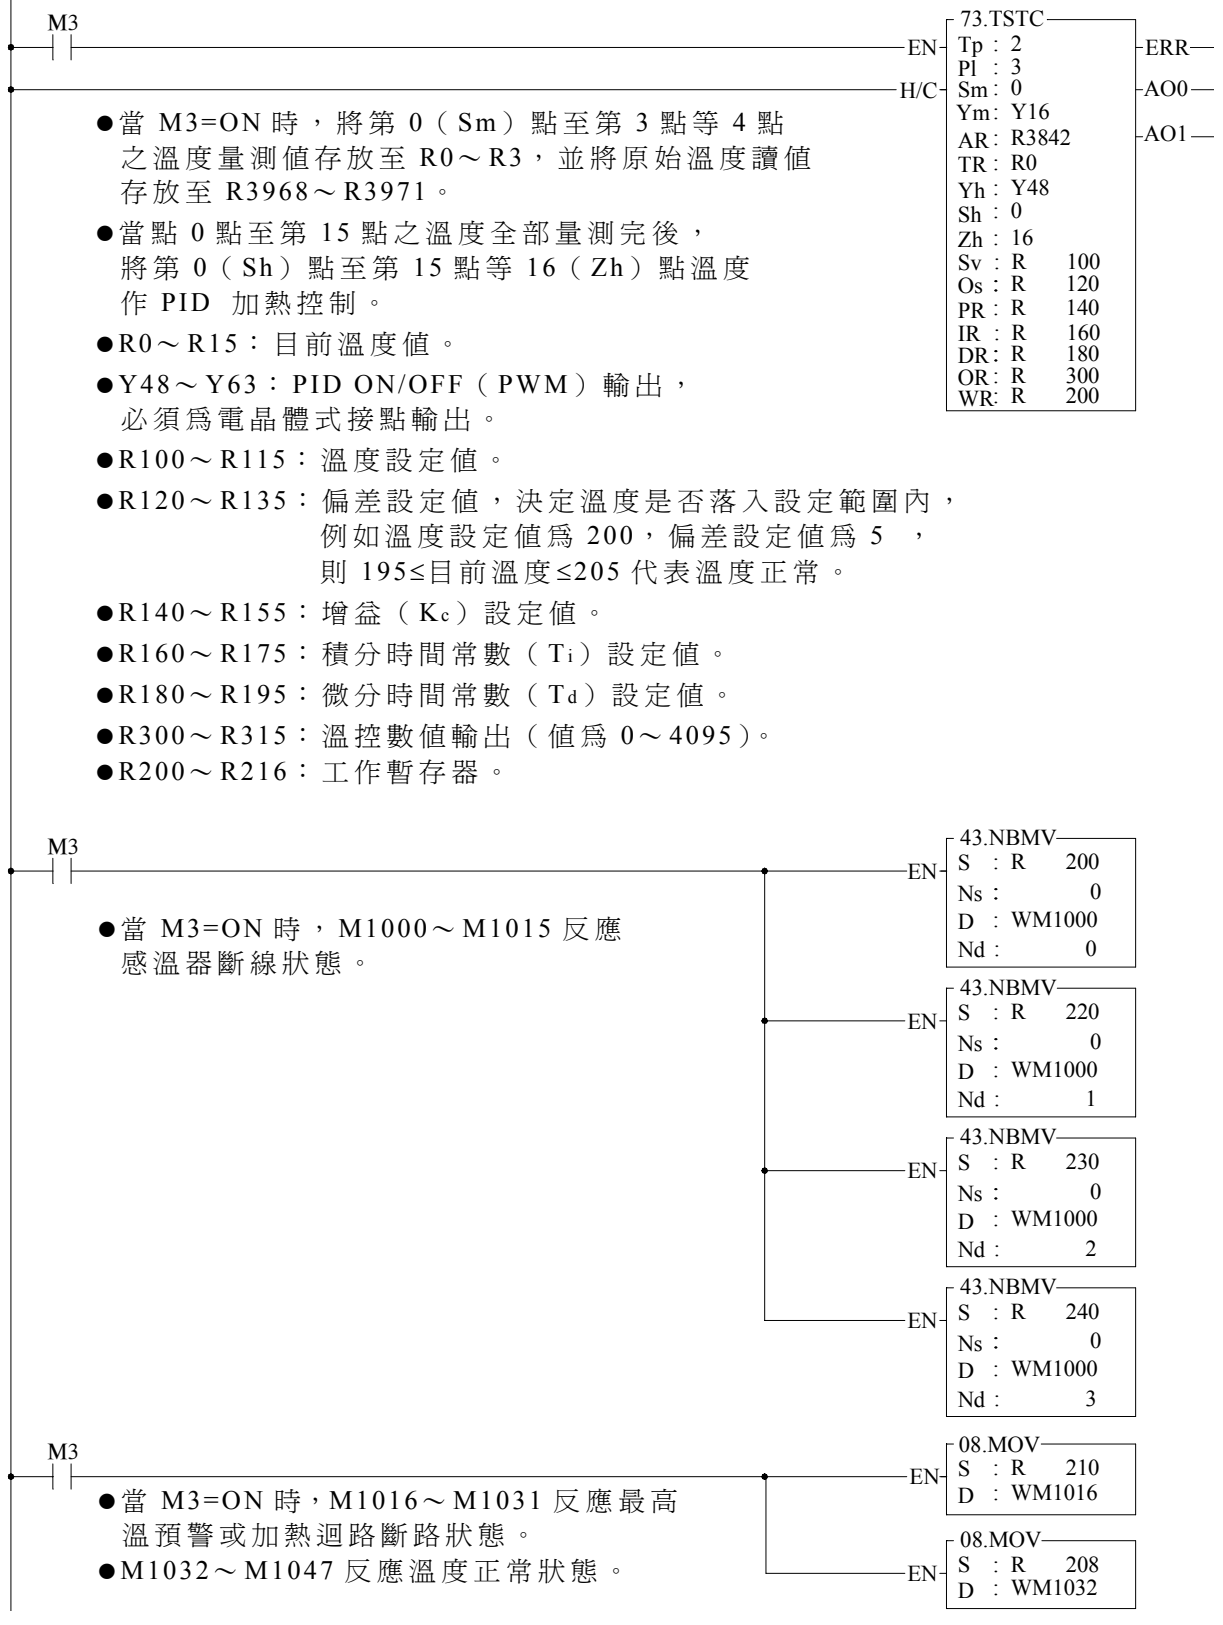 M3
73.TSTC
EN Tp : 2 ERR
Pl : 3
H/C Sm : 0 AO0
Ym : Y16
AR : R3842 AO1
TR : R0
Yh : Y48
Sh : 0
Zh : 16
Sv : R 100
Os : R 120
PR : R 140
IR : R 160
DR : R 180
OR : R 300
WR: R 200
●當 M3=ON 時，將第 0（Sm）點至第 3 點等 4 點
之溫度量測值存放至 R0～R3，並將原始溫度讀值
存放至 R3968～R3971。
●當點 0 點至第 15 點之溫度全部量測完後，
將第 0（Sh）點至第 15 點等 16（Zh）點溫度
作 PID 加熱控制。
●R0～R15：目前溫度值。
●Y48～Y63：PID ON/OFF（PWM）輸出，
必須爲電晶體式接點輸出。
●R100～R115：溫度設定值。
●R120～R135：偏差設定值，決定溫度是否落入設定範圍內，
例如溫度設定值爲 200，偏差設定值爲 5 ，
則 195≤目前溫度≤205 代表溫度正常。
●R140～R155：增益（Kc）設定值。
●R160～R175：積分時間常數（Ti）設定值。
●R180～R195：微分時間常數（Td）設定值。
●R300～R315：溫控數值輸出（值爲 0～4095）。
●R200～R216：工作暫存器。
M3
43.NBMV
EN S : R 200
Ns : 0
D : WM1000
Nd : 0
●當 M3=ON 時，M1000～M1015 反應
感溫器斷線狀態。
43.NBMV
EN S : R 220
Ns : 0
D : WM1000
Nd : 1
43.NBMV
EN S : R 230
Ns : 0
D : WM1000
Nd : 2
43.NBMV
EN S : R 240
Ns : 0
D : WM1000
Nd : 3
M3
08.MOV
EN S : R 210
D : WM1016
●當 M3=ON 時，M1016～M1031 反應最高
溫預警或加熱迴路斷路狀態。
●M1032～M1047 反應溫度正常狀態。
08.MOV
EN S : R 208
D : WM1032